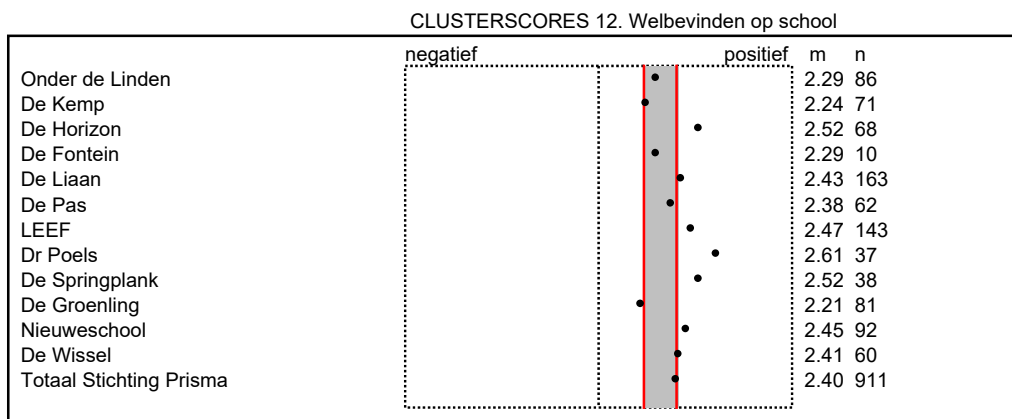 CLUSTERSCORES 12. Welbevinden op school
negatief positief m n
Onder de Linden 2.29 86
De Kemp 2.24 71
De Horizon 2.52 68
De Fontein 2.29 10
De Liaan 2.43 163
De Pas 2.38 62
LEEF 2.47 143
Dr Poels 2.61 37
De Springplank 2.52 38
De Groenling 2.21 81
Nieuweschool 2.45 92
De Wissel 2.41 60
Totaal Stichting Prisma 2.40 911